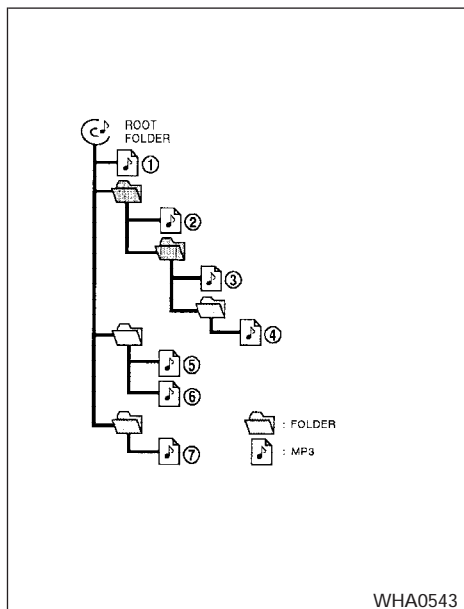 ROOT
FOLDER
①
②
③
④
⑤
⑥
: FOLDER
⑦
: MP3
WHA0543